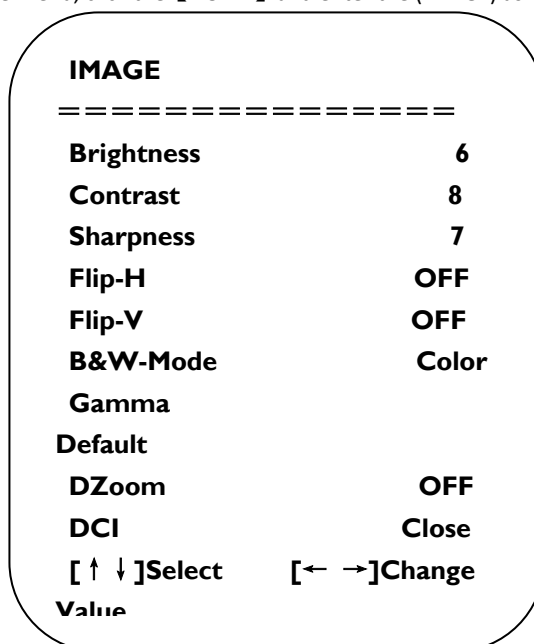 IMAGE
===============
Brightness 6
Contrast 8
Sharpness 7
Flip-H OFF
Flip-V OFF
B&W-Mode Color
Gamma
Default
DZoom OFF
DCI Close
[↑ ↓]Select [← →]Change
Value